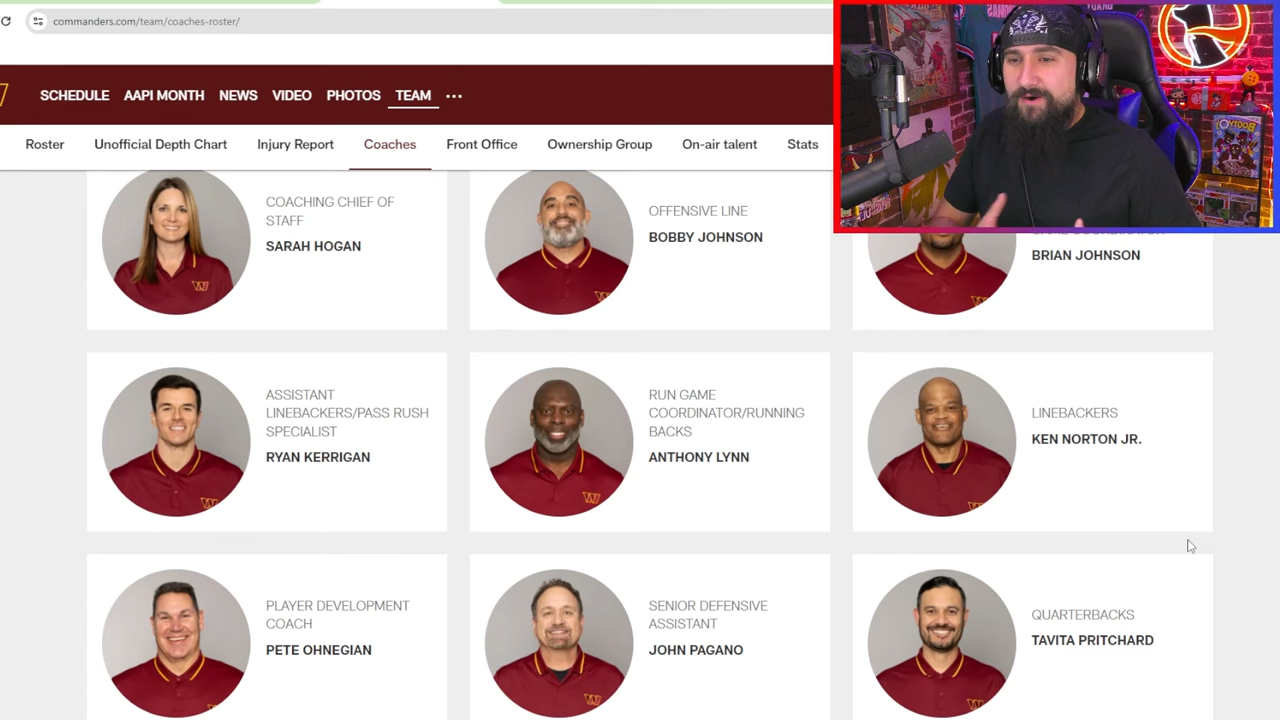 commanders.com/team/coaches-roster/
SCHEDULE AAPI MONTH NEWS VIDEO PHOTOS TEAM ...
Roster Unofficial Depth Chart Injury Report Coaches Front Office Ownership Group On-air talent Stats
COACHING CHIEF OF
STAFF
SARAH HOGAN
OFFENSIVE LINE
BOBBY JOHNSON
BRIAN JOHNSON
ASSISTANT
LINEBACKERS/PASS RUSH
SPECIALIST
RYAN KERRIGAN
RUN GAME
COORDINATOR/RUNNING
BACKS
ANTHONY LYNN
LINEBACKERS
KEN NORTON JR.
PLAYER DEVELOPMENT
COACH
PETE OHNEGIAN
SENIOR DEFENSIVE
ASSISTANT
JOHN PAGANO
QUARTERBACKS
TAVITA PRITCHARD